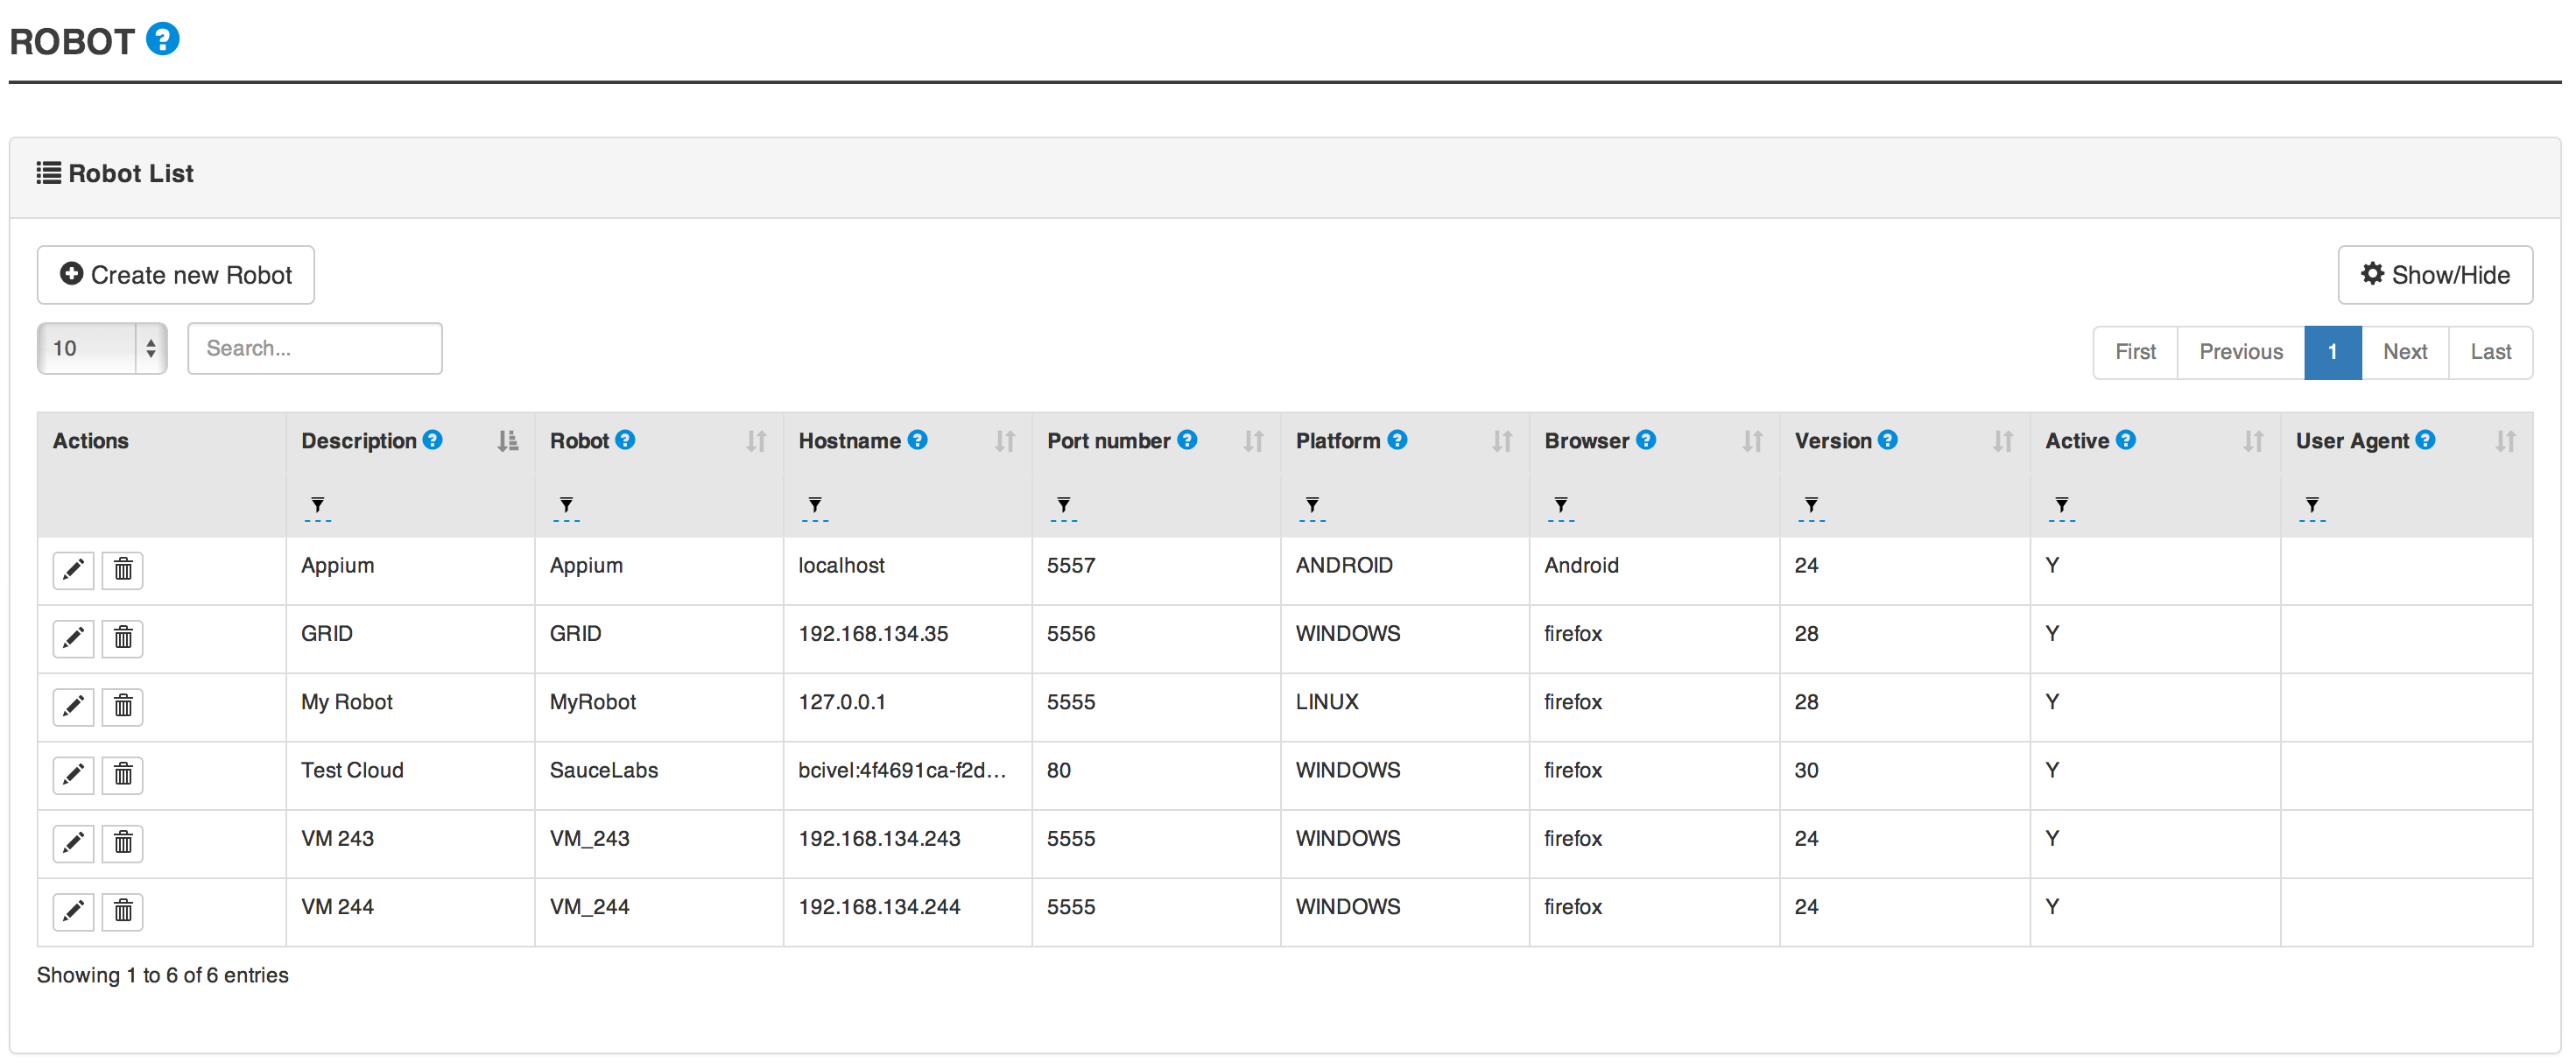 ROBOT ?
Robot List
Create new Robot
Show/Hide
10 Search... First Previous 1 Next Last
Actions Description ? Robot ? Hostname ? Port number ? Platform ? Browser ? Version ? Active ? User Agent ?
Appium Appium localhost 5557 ANDROID Android 24 Y
GRID GRID 192.168.134.35 5556 WINDOWS firefox 28 Y
My Robot MyRobot 127.0.0.1 5555 LINUX firefox 28 Y
Test Cloud SauceLabs bcivel:4f4691ca-f2d... 80 WINDOWS firefox 30 Y
VM 243 VM_243 192.168.134.243 5555 WINDOWS firefox 24 Y
VM 244 VM_244 192.168.134.244 5555 WINDOWS firefox 24 Y
Showing 1 to 6 of 6 entries